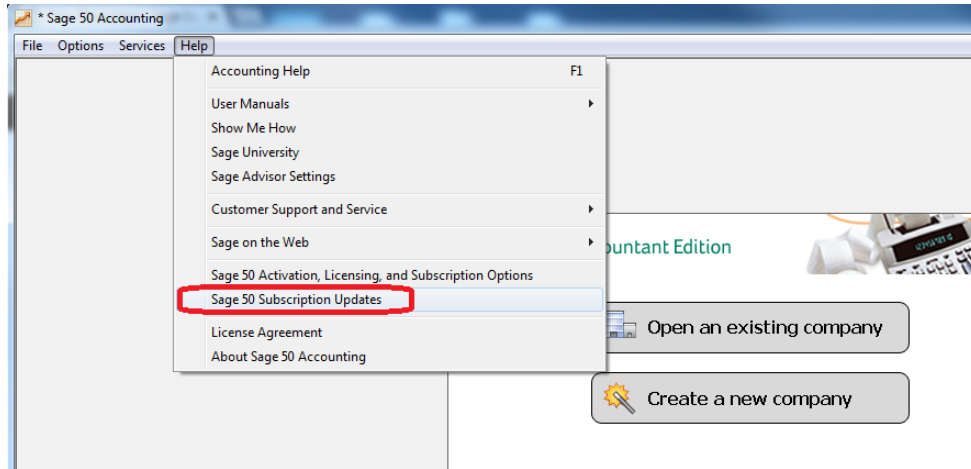 * Sage 50 Accounting
File Options Services Help
Accounting Help F1
User Manuals
Show Me How
Sage University
Sage Advisor Settings
Customer Support and Service
Sage on the Web
Sage 50 Activation, Licensing, and Subscription Options
Sage 50 Subscription Updates
License Agreement
About Sage 50 Accounting
ountant Edition
Open an existing company
Create a new company